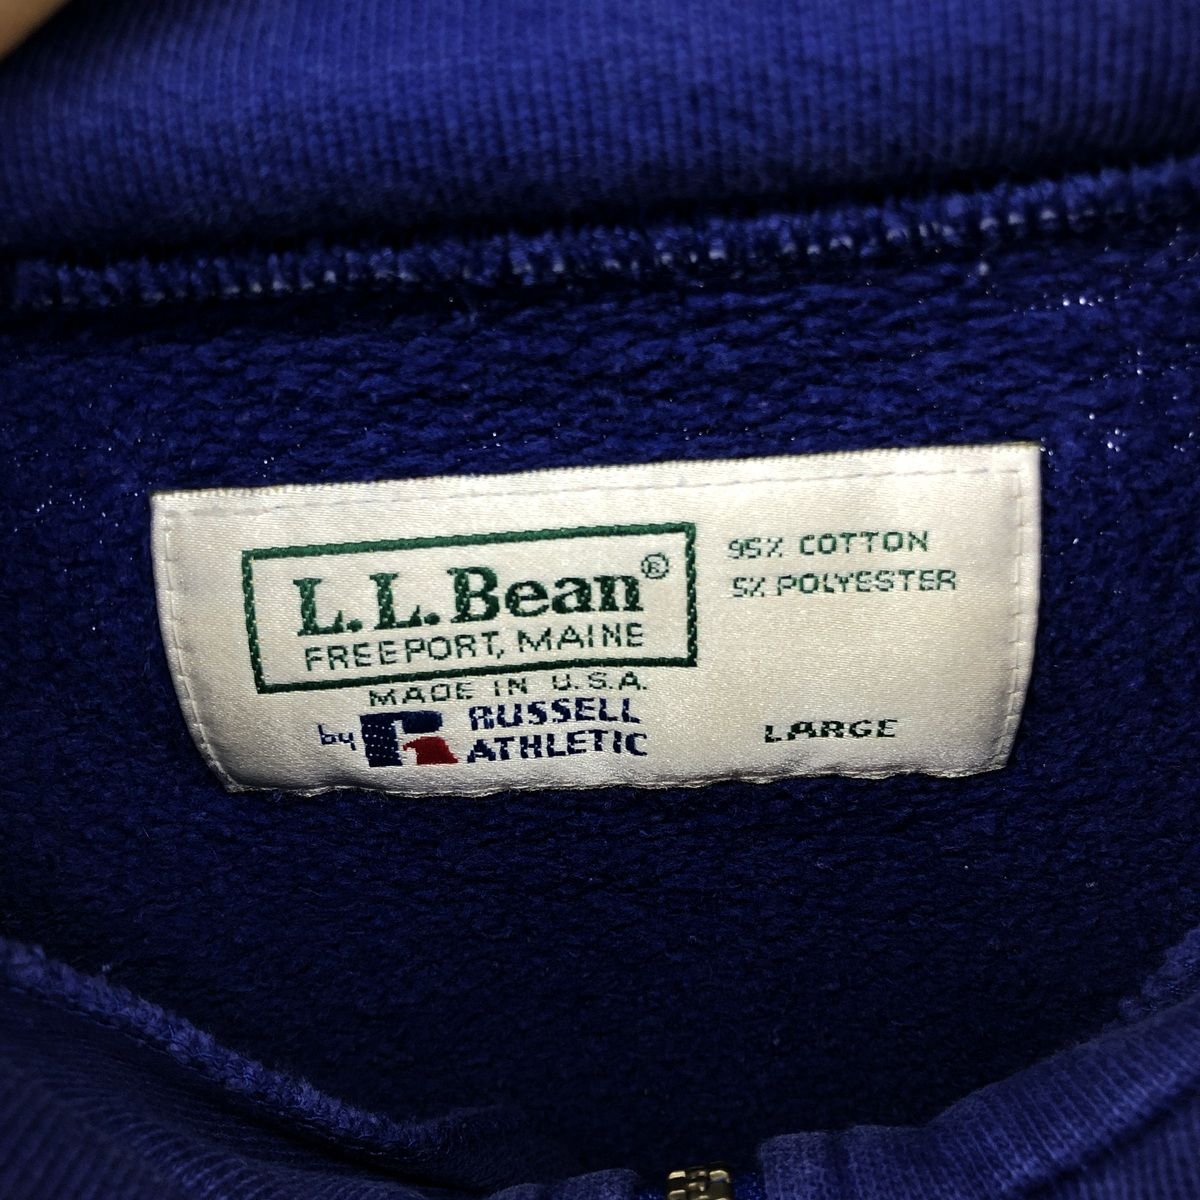 L.L.Bean®
FREEPORT, MAINE
MADE IN U.S.A.
by R RUSSELL
ATHLETIC
95% COTTON
5% POLYESTER
LARGE